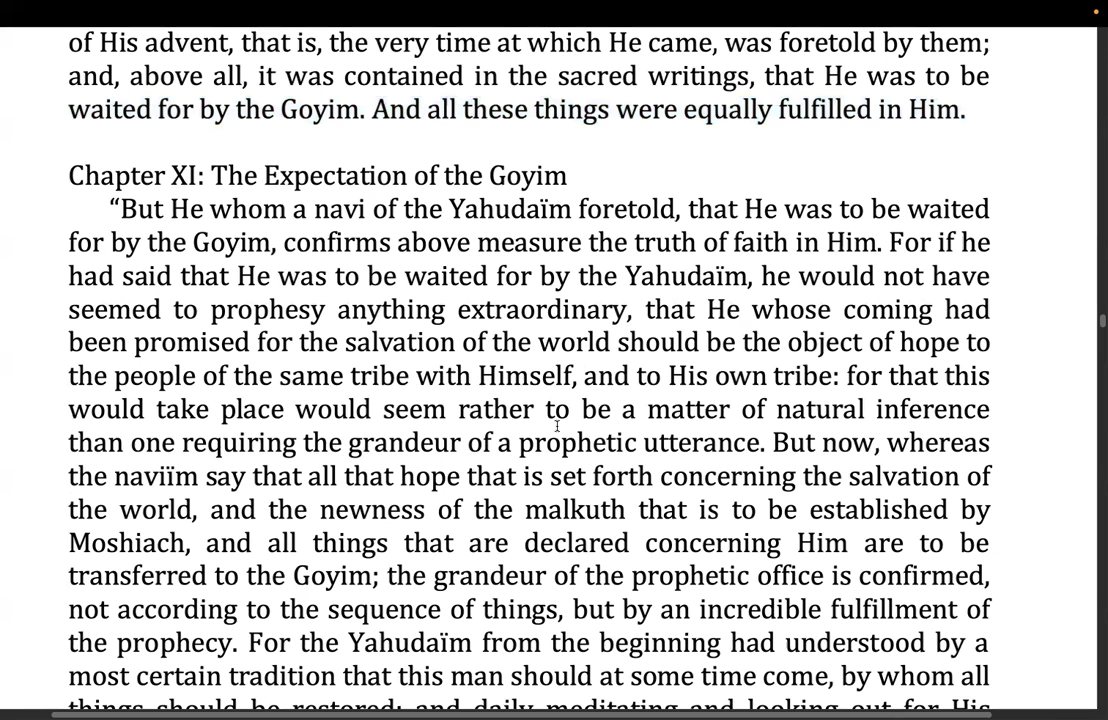 of His advent, that is, the very time at which He came, was foretold by them;
and, above all, it was contained in the sacred writings, that He was to be
waited for by the Goyim. And all these things were equally fulfilled in Him.
Chapter XI: The Expectation of the Goyim
“But He whom a navi of the Yahudaïm foretold, that He was to be waited
for by the Goyim, confirms above measure the truth of faith in Him. For if he
had said that He was to be waited for by the Yahudaïm, he would not have
seemed to prophesy anything extraordinary, that He whose coming had
been promised for the salvation of the world should be the object of hope to
the people of the same tribe with Himself, and to His own tribe: for that this
would take place would seem rather to be a matter of natural inference
than one requiring the grandeur of a prophetic utterance. But now, whereas
the naviïm say that all that hope that is set forth concerning the salvation of
the world, and the newness of the malkuth that is to be established by
Moshiach, and all things that are declared concerning Him are to be
transferred to the Goyim; the grandeur of the prophetic office is confirmed,
not according to the sequence of things, but by an incredible fulfillment of
the prophecy. For the Yahudaïm from the beginning had understood by a
most certain tradition that this man should at some time come, by whom all
things should be restored; and daily meditating and looking out for His